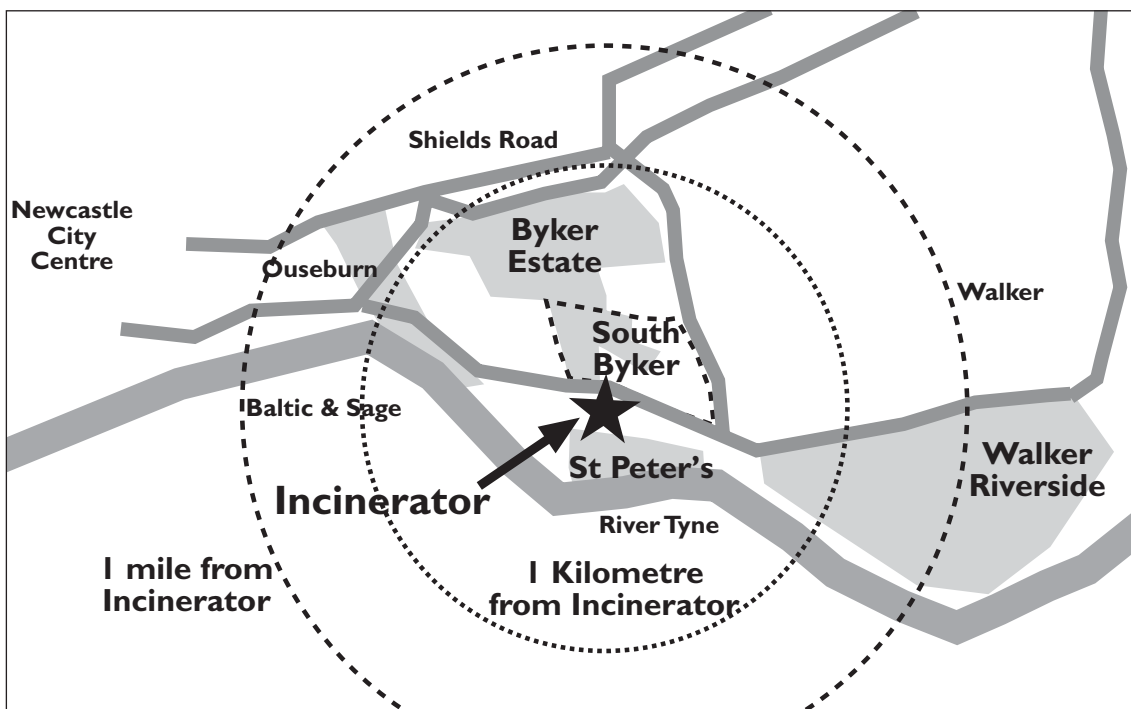 Shields Road
Newcastle
City
Centre
Byker
Estate
Ouseburn
Walker
South
Byker
Baltic & Sage
Walker
Riverside
St Peter’s
Incinerator
River Tyne
1 mile from
Incinerator
1 Kilometre
from Incinerator